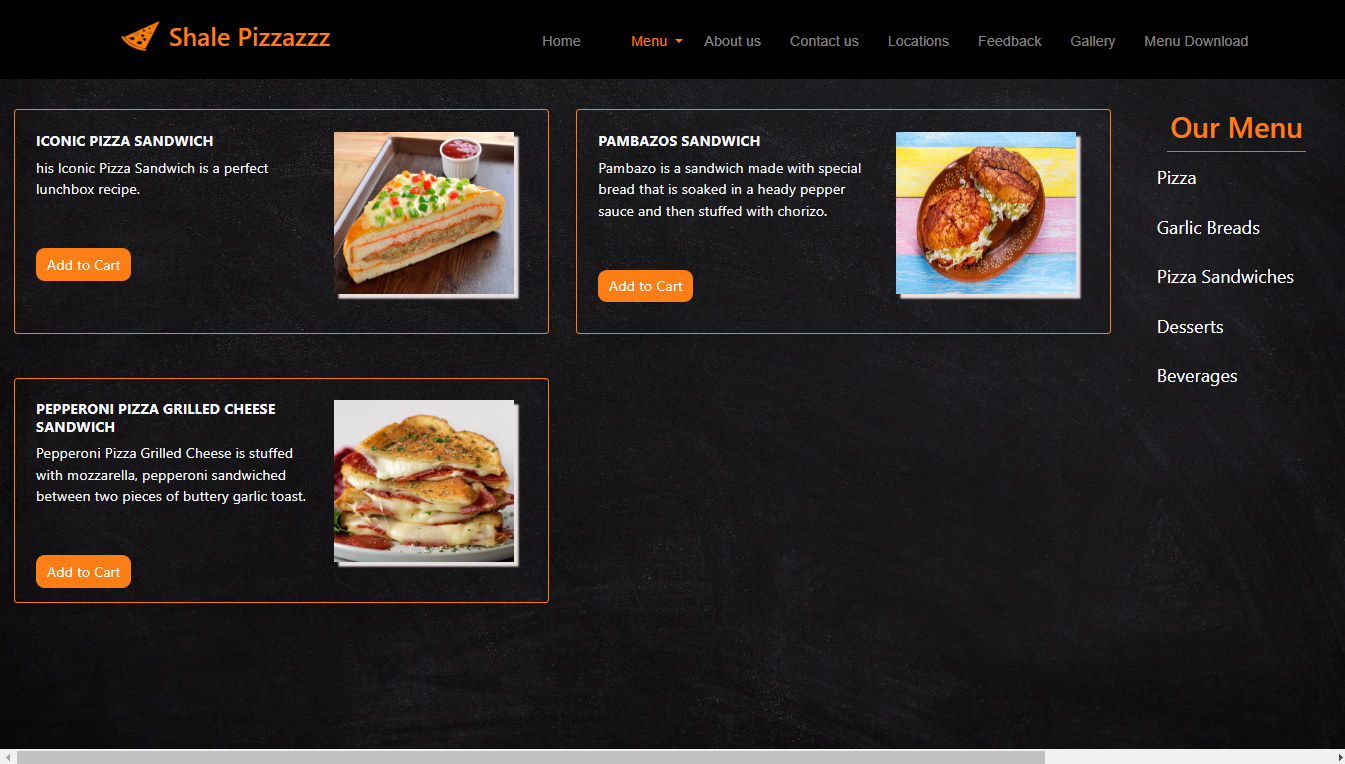 Shale Pizzazzz
Home
Menu
About us
Contact us
Locations
Feedback
Gallery
Menu Download
ICONIC PIZZA SANDWICH
his Iconic Pizza Sandwich is a perfect
lunchbox recipe.
Add to Cart
PAMBAZOS SANDWICH
Pambazo is a sandwich made with special
bread that is soaked in a heady pepper
sauce and then stuffed with chorizo.
Add to Cart
PEPPERONI PIZZA GRILLED CHEESE
SANDWICH
Pepperoni Pizza Grilled Cheese is stuffed
with mozzarella, pepperoni sandwiched
between two pieces of buttery garlic toast.
Add to Cart
Our Menu
Pizza
Garlic Breads
Pizza Sandwiches
Desserts
Beverages